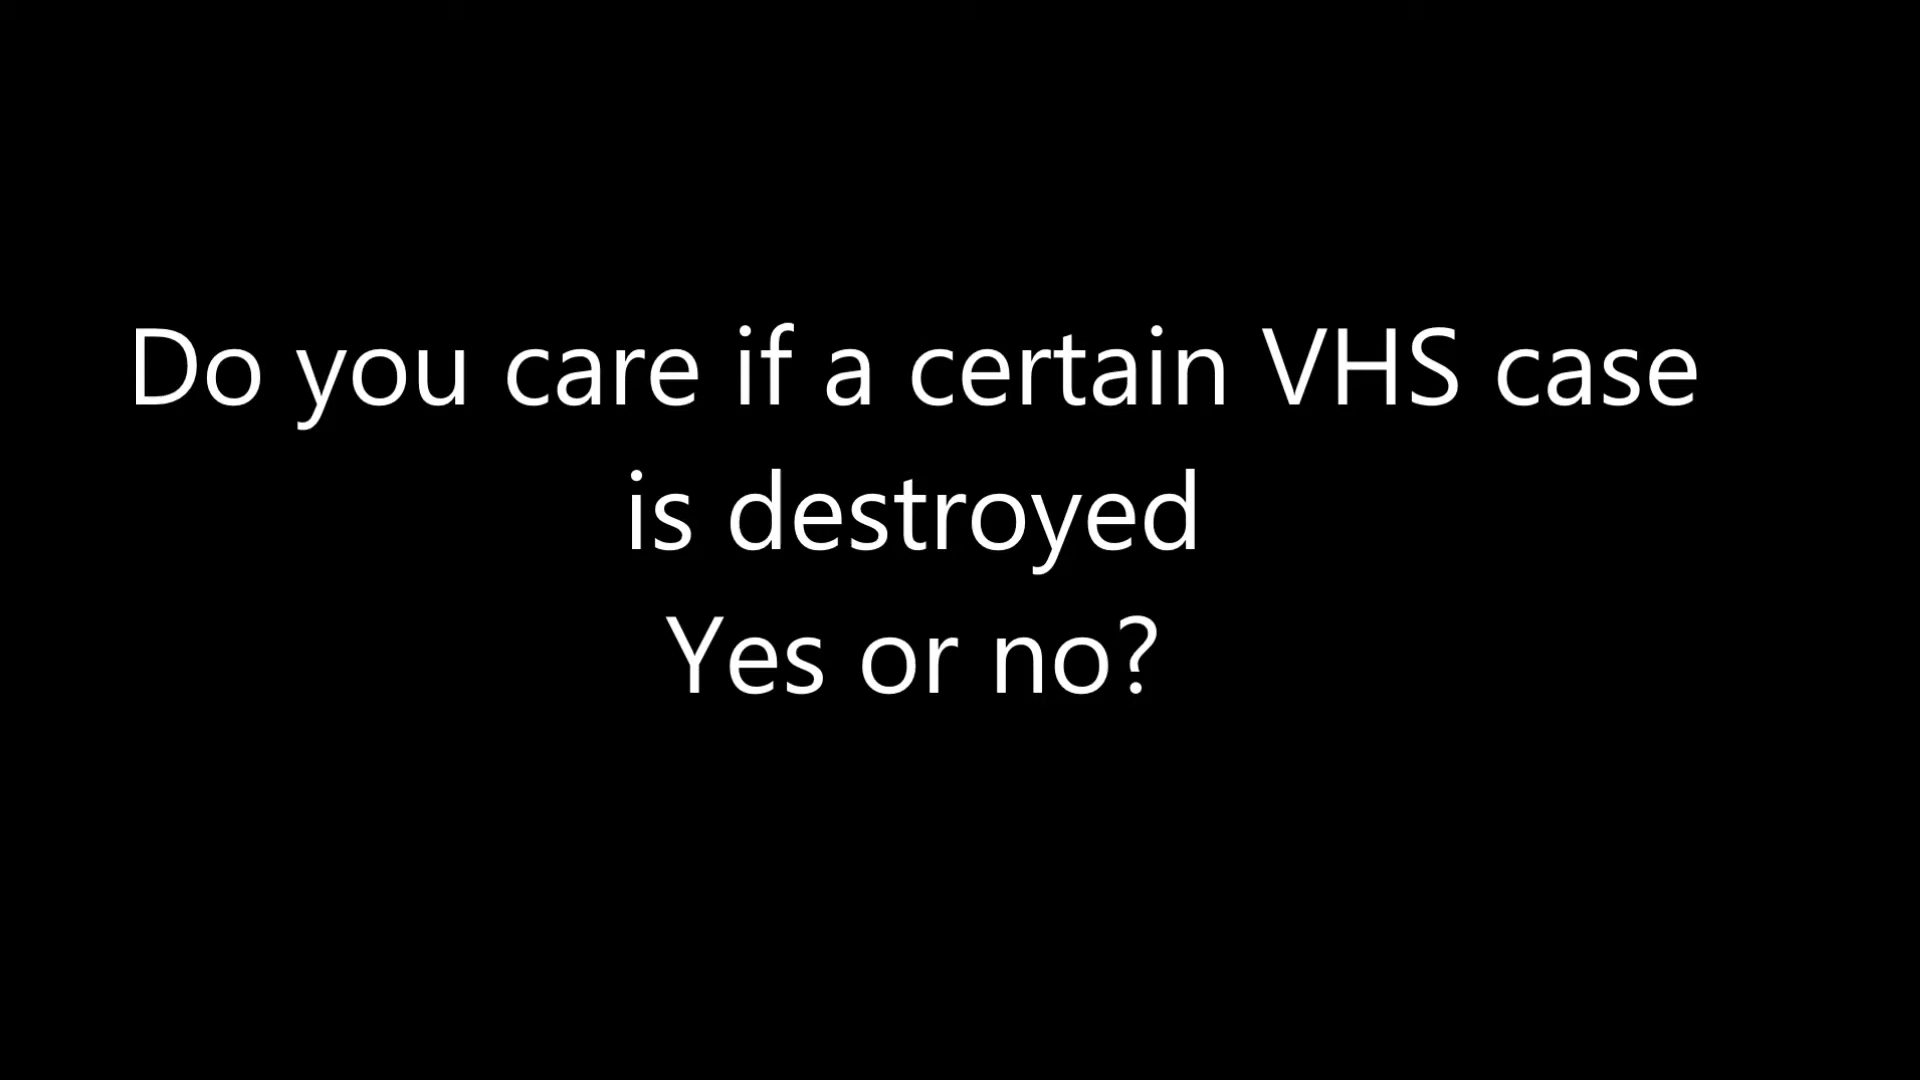 Do you care if a certain VHS case
is destroyed
Yes or no?